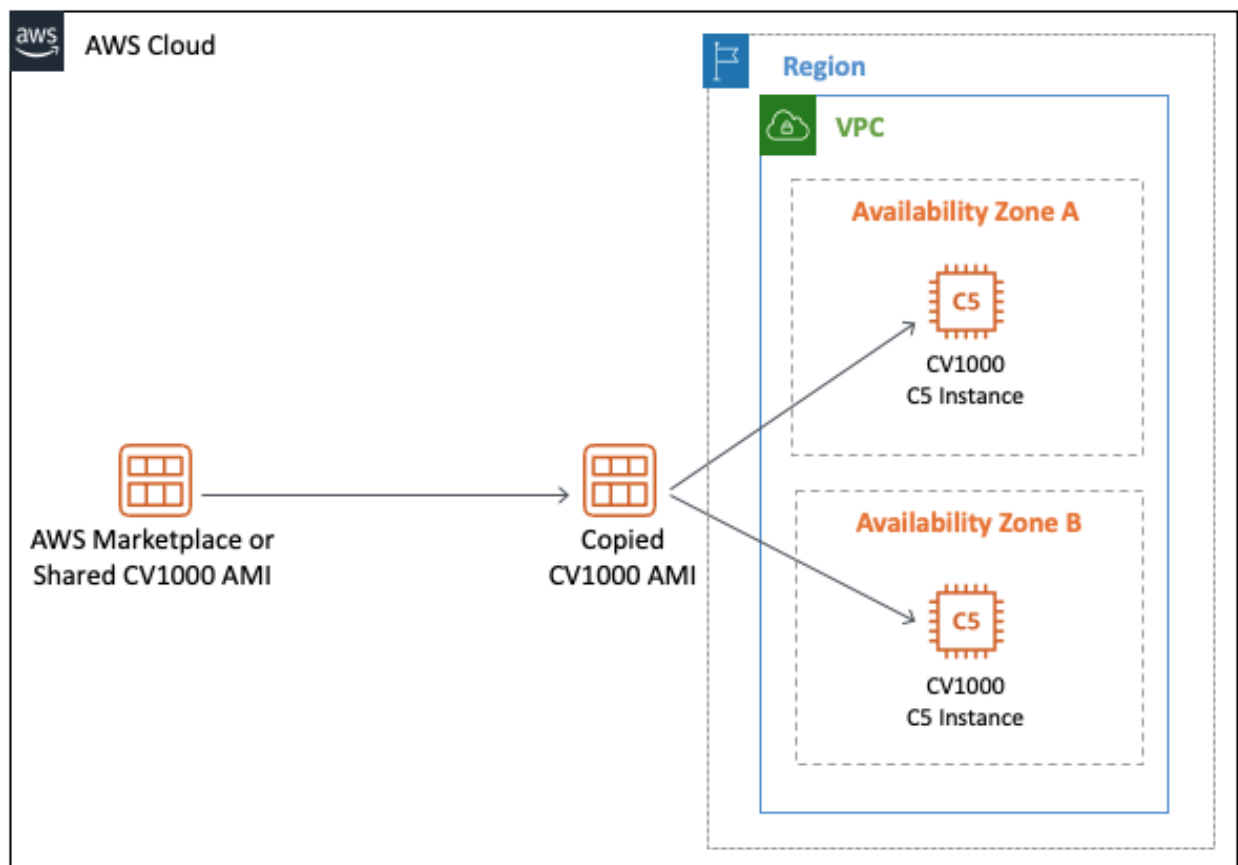 aws
AWS Cloud
Region
VPC
Availability Zone A
C5
CV1000
C5 Instance
AWS Marketplace or
Shared CV1000 AMI
Copied
CV1000 AMI
Availability Zone B
C5
CV1000
C5 Instance